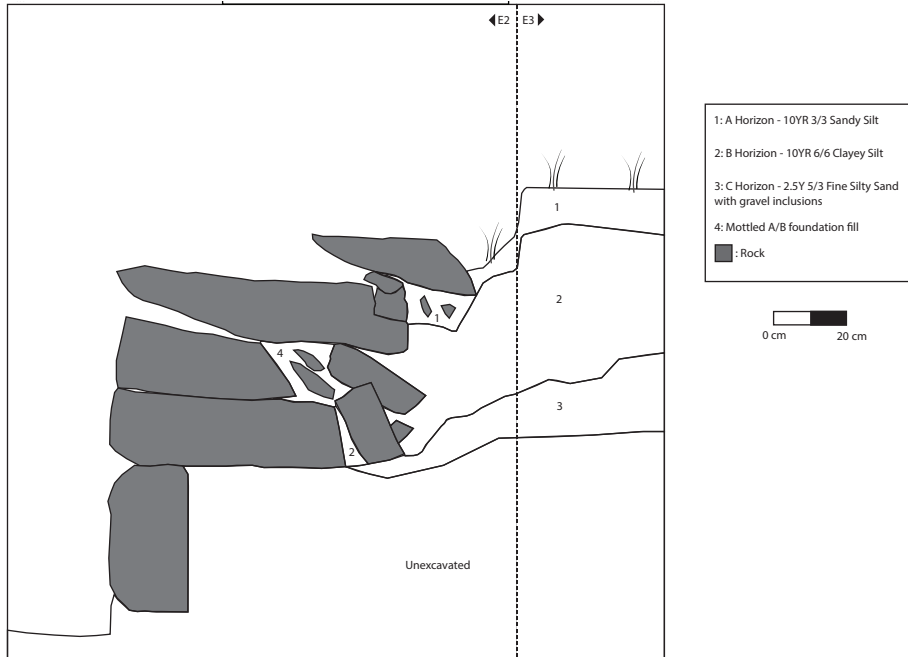 E2 E3
1: A Horizon - 10YR 3/3 Sandy Silt
2: B Horizion - 10YR 6/6 Clayey Silt
3: C Horizon - 2.5Y 5/3 Fine Silty Sand
with gravel inclusions
4: Mottled A/B foundation fill
: Rock
0 cm 20 cm
1
2
1
4
3
2
Unexcavated